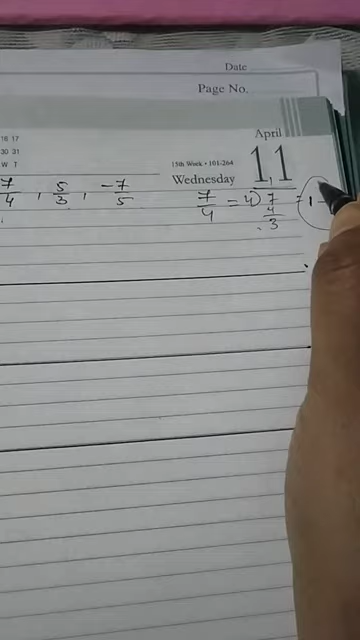 Date
Page No.
April
16 17
30 31
W T
15th Week • 101-264
Wednesday 11
7/4 , 5/3 , -7/5
7/4 = 4) 7
4
3
1